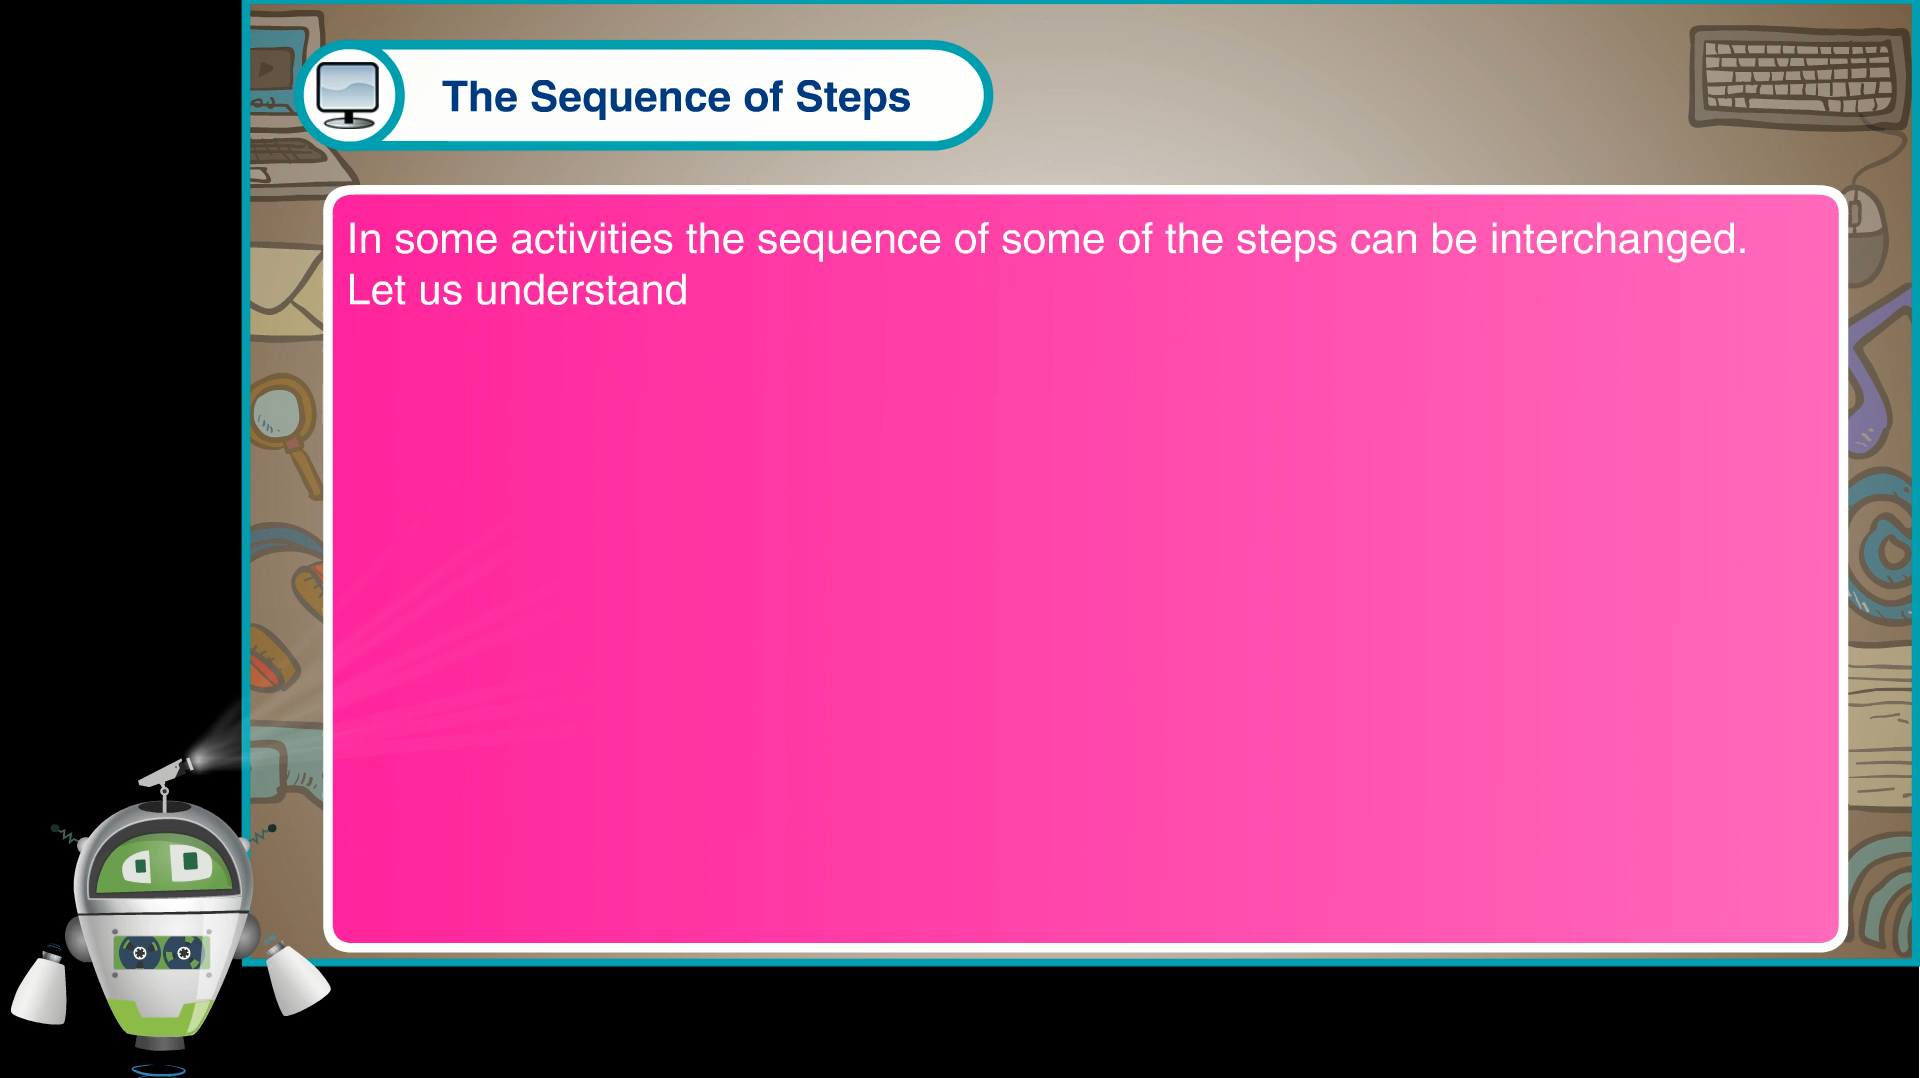 The Sequence of Steps
In some activities the sequence of some of the steps can be interchanged.
Let us understand